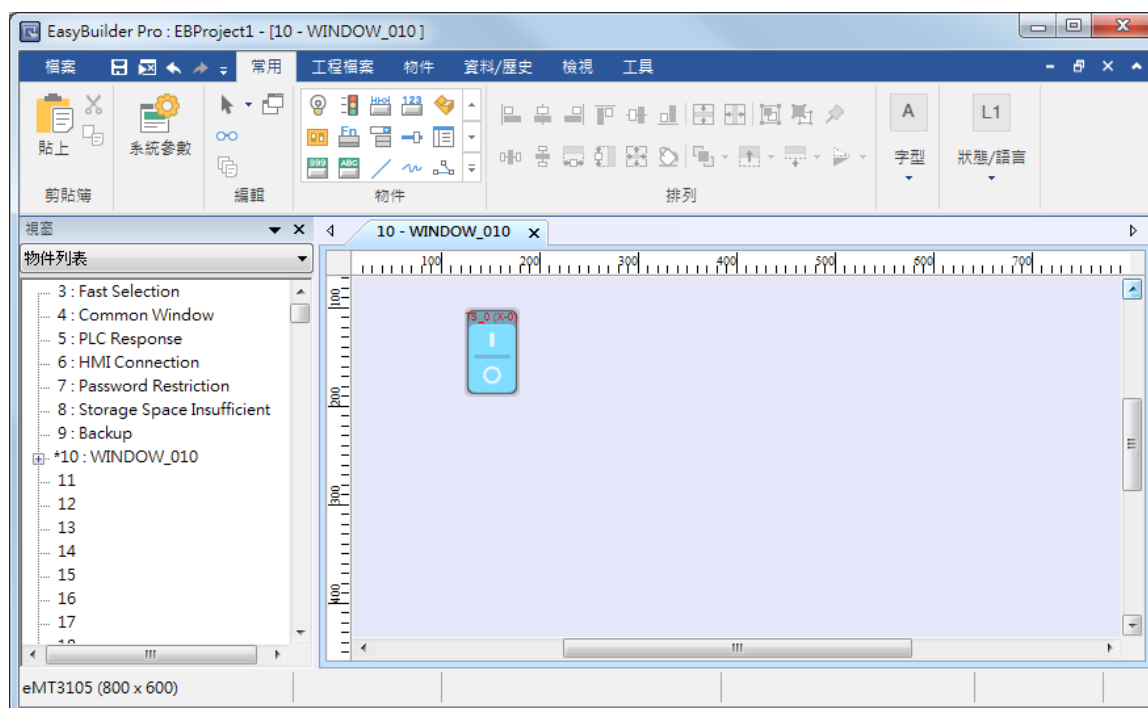 EasyBuilder Pro : EBProject1 - [10 - WINDOW_010 ]
檔案 常用 工程檔案 物件 資料/歷史 檢視 工具
貼上 系統參數 字型 狀態/語言
A L1
剪貼簿 編輯 物件 排列
視窗
10 - WINDOW_010
物件列表
100 200 300 400 500 600 700
3 : Fast Selection
4 : Common Window
5 : PLC Response
6 : HMI Connection
7 : Password Restriction
8 : Storage Space Insufficient
9 : Backup
*10 : WINDOW_010
11
12
13
14
15
16
17
100
200
300
400
TS_0 (X-0)
eMT3105 (800 x 600)